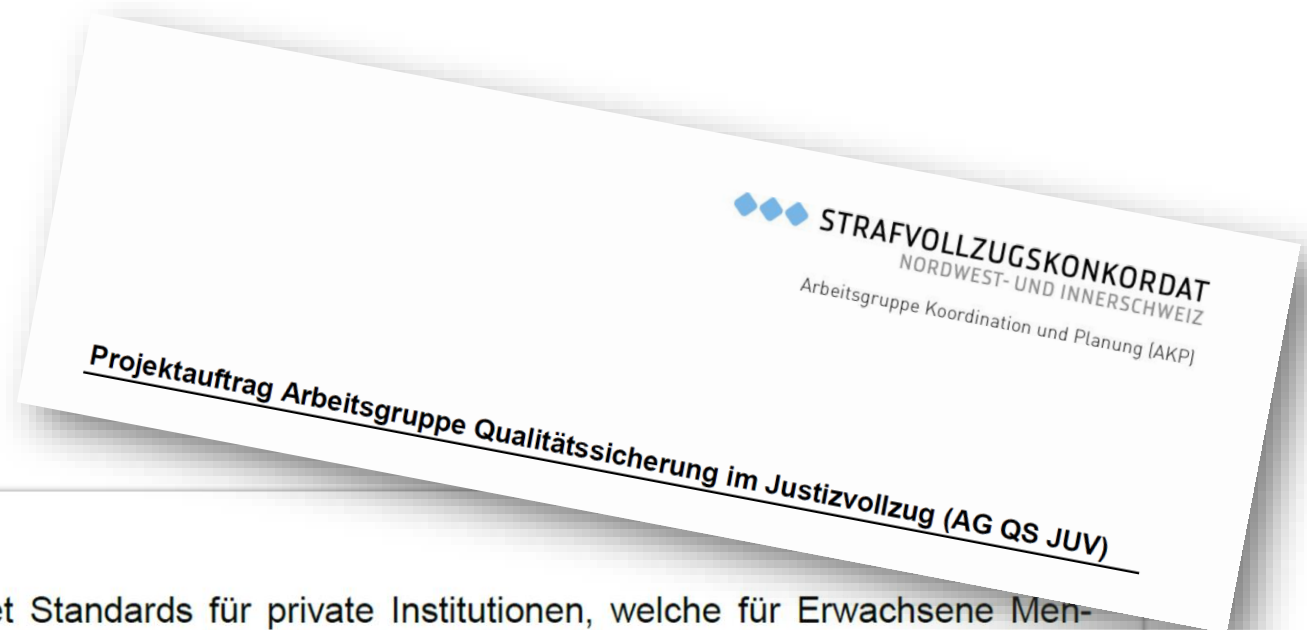 STRAFVOLLZUGSKONKORDAT
NORDWEST- UND INNERSCHWEIZ
Arbeitsgruppe Koordination und Planung (AKP)
Projektauftrag Arbeitsgruppe Qualitätssicherung im Justizvollzug (AG QS JUV)
et Standards für private Institutionen, welche für Erwachsene Men-